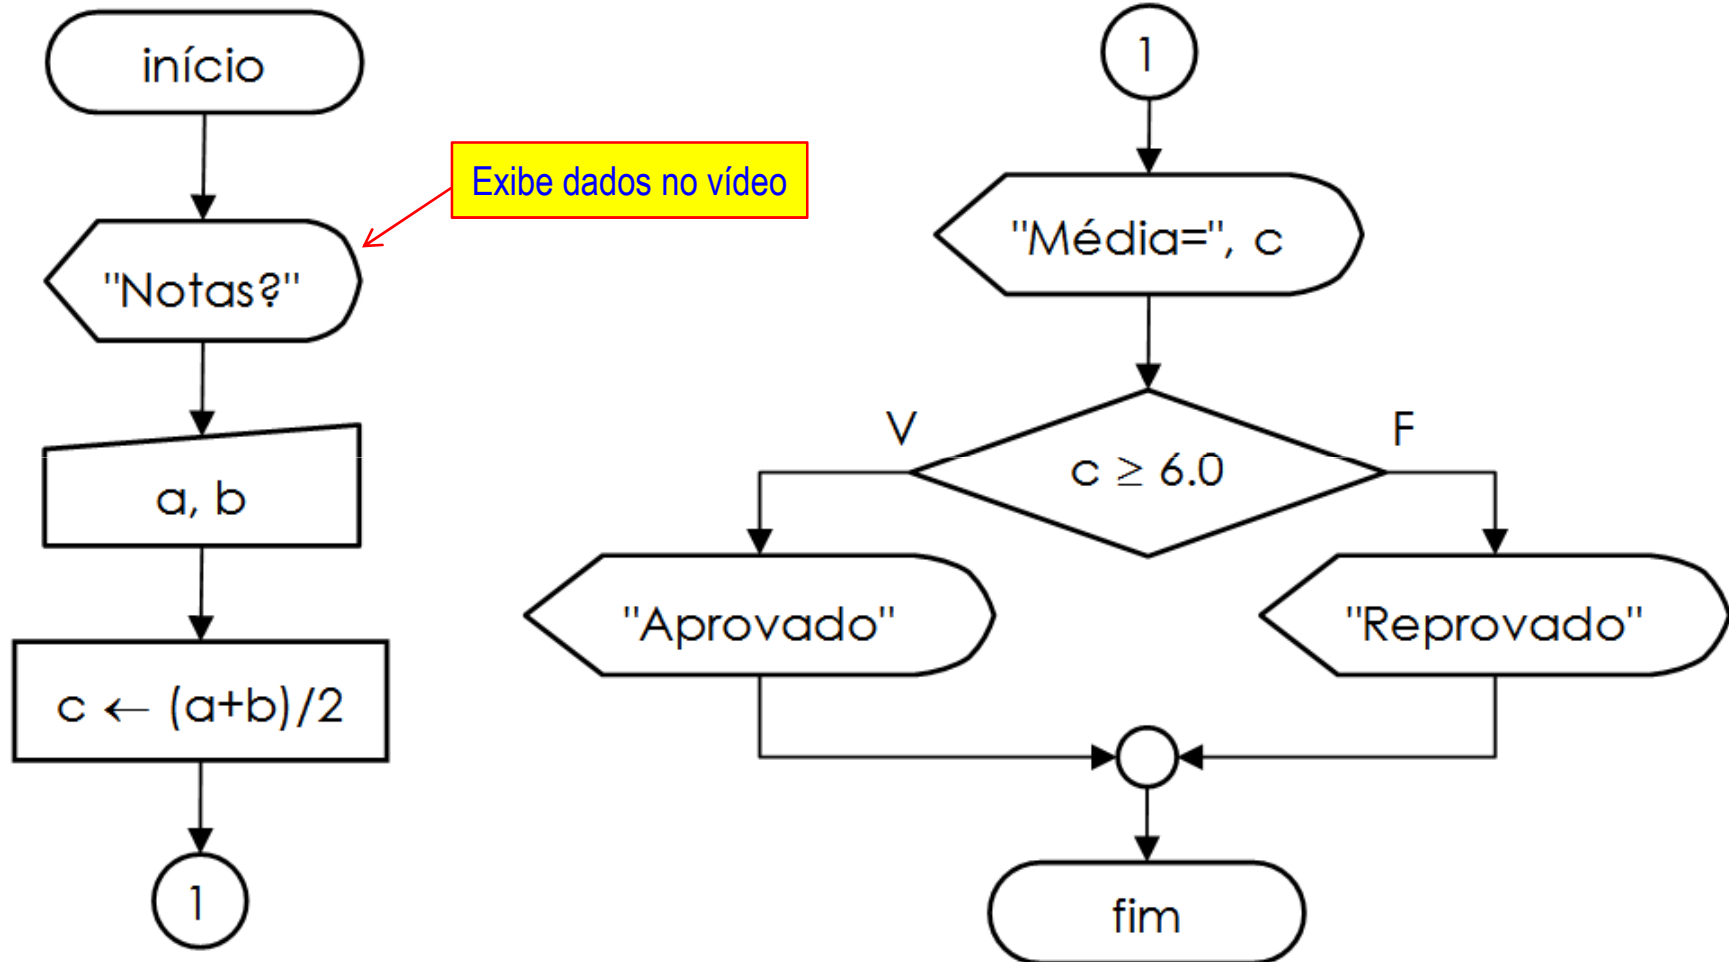 início
Exibe dados no vídeo
"Notas?"
a, b
c ← (a+b)/2
1
1
"Média=", c
V
F
c ≥ 6.0
"Aprovado"
"Reprovado"
fim